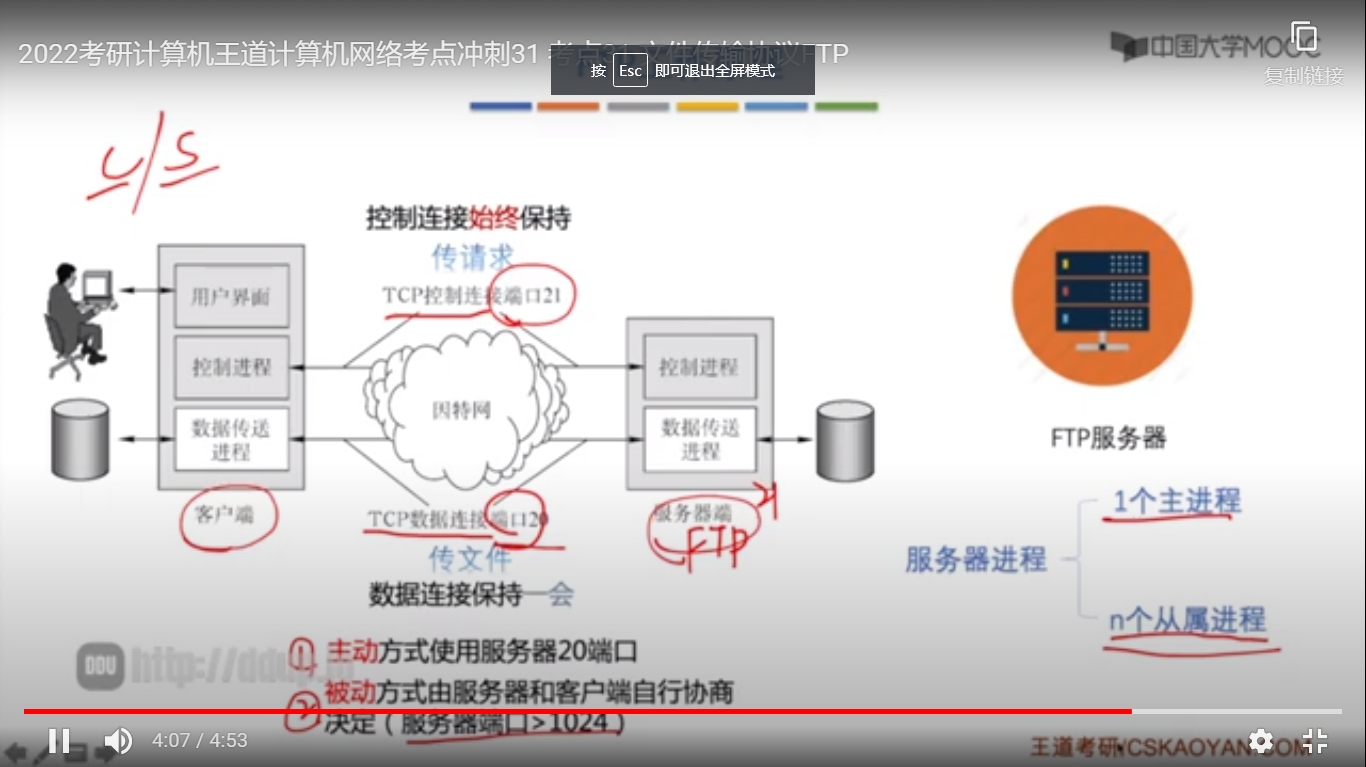 2022考研计算机王道计算机网络考点冲刺31 考点31 文件传输协议FTP
中国大学MOOC
按 Esc 即可退出全屏模式
复制链接
C/S
控制连接始终保持
传请求
TCP控制连接端口21
用户界面
控制进程
数据传送
进程
因特网
控制进程
数据传送
进程
客户端
TCP数据连接端口20
服务器端
FTP
21
传文件
数据连接保持一会
FTP服务器
1个主进程
服务器进程
n个从属进程
① 主动方式使用服务器20端口
② 被动方式由服务器和客户端自行协商
决定（服务器端口>1024）
DDU
4:07 / 4:53
王道考研/CSKAOYAN.COM